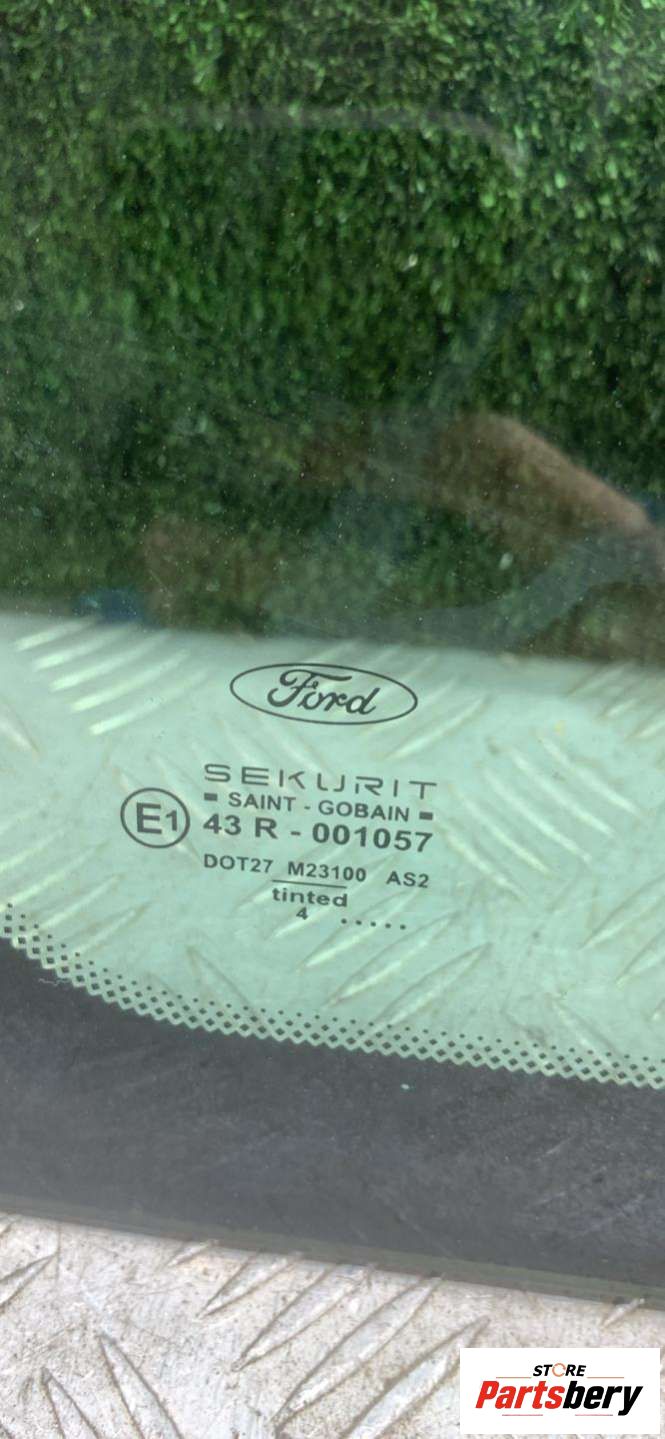 Ford
SEKURIT
SAINT - GOBAIN
E1
43 R - 001057
DOT27 M23100 AS2
tinted
4 .....
STORE
Partsbery